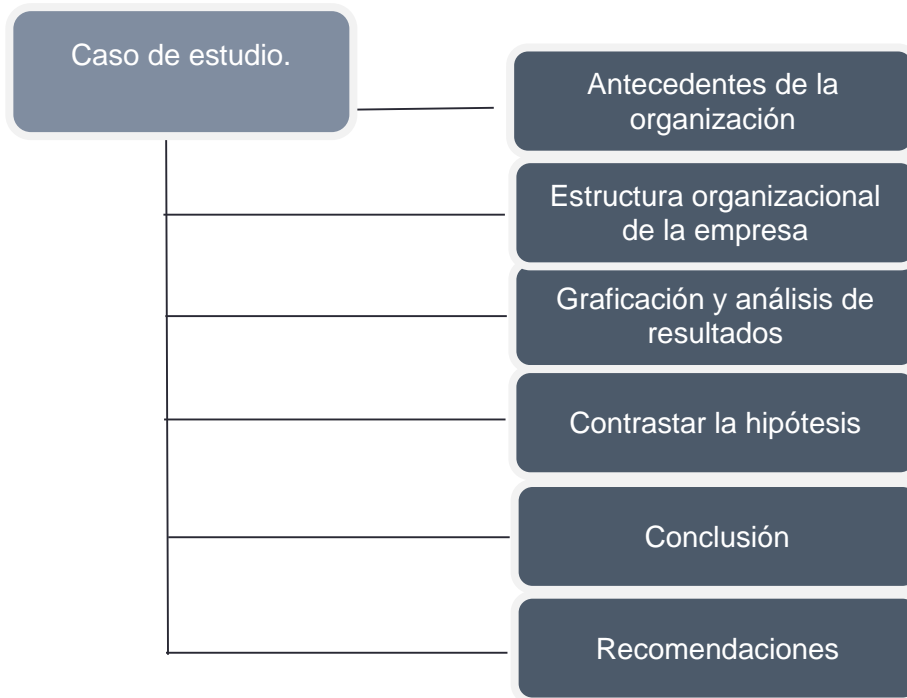 Caso de estudio.
Antecedentes de la
organización
Estructura organizacional
de la empresa
Graficación y análisis de
resultados
Contrastar la hipótesis
Conclusión
Recomendaciones